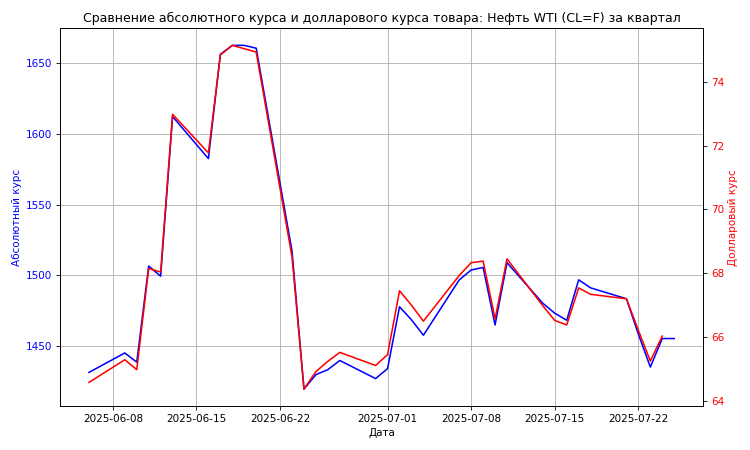 Сравнение абсолютного курса и долларового курса товара: Нефть WTI (CL=F) за квартал
Абсолютный курс
1650
1600
1550
1500
1450
74
72
70
68
66
64
Долларовый курс
2025-06-08 2025-06-15 2025-06-22 2025-07-01 2025-07-08 2025-07-15 2025-07-22
Дата